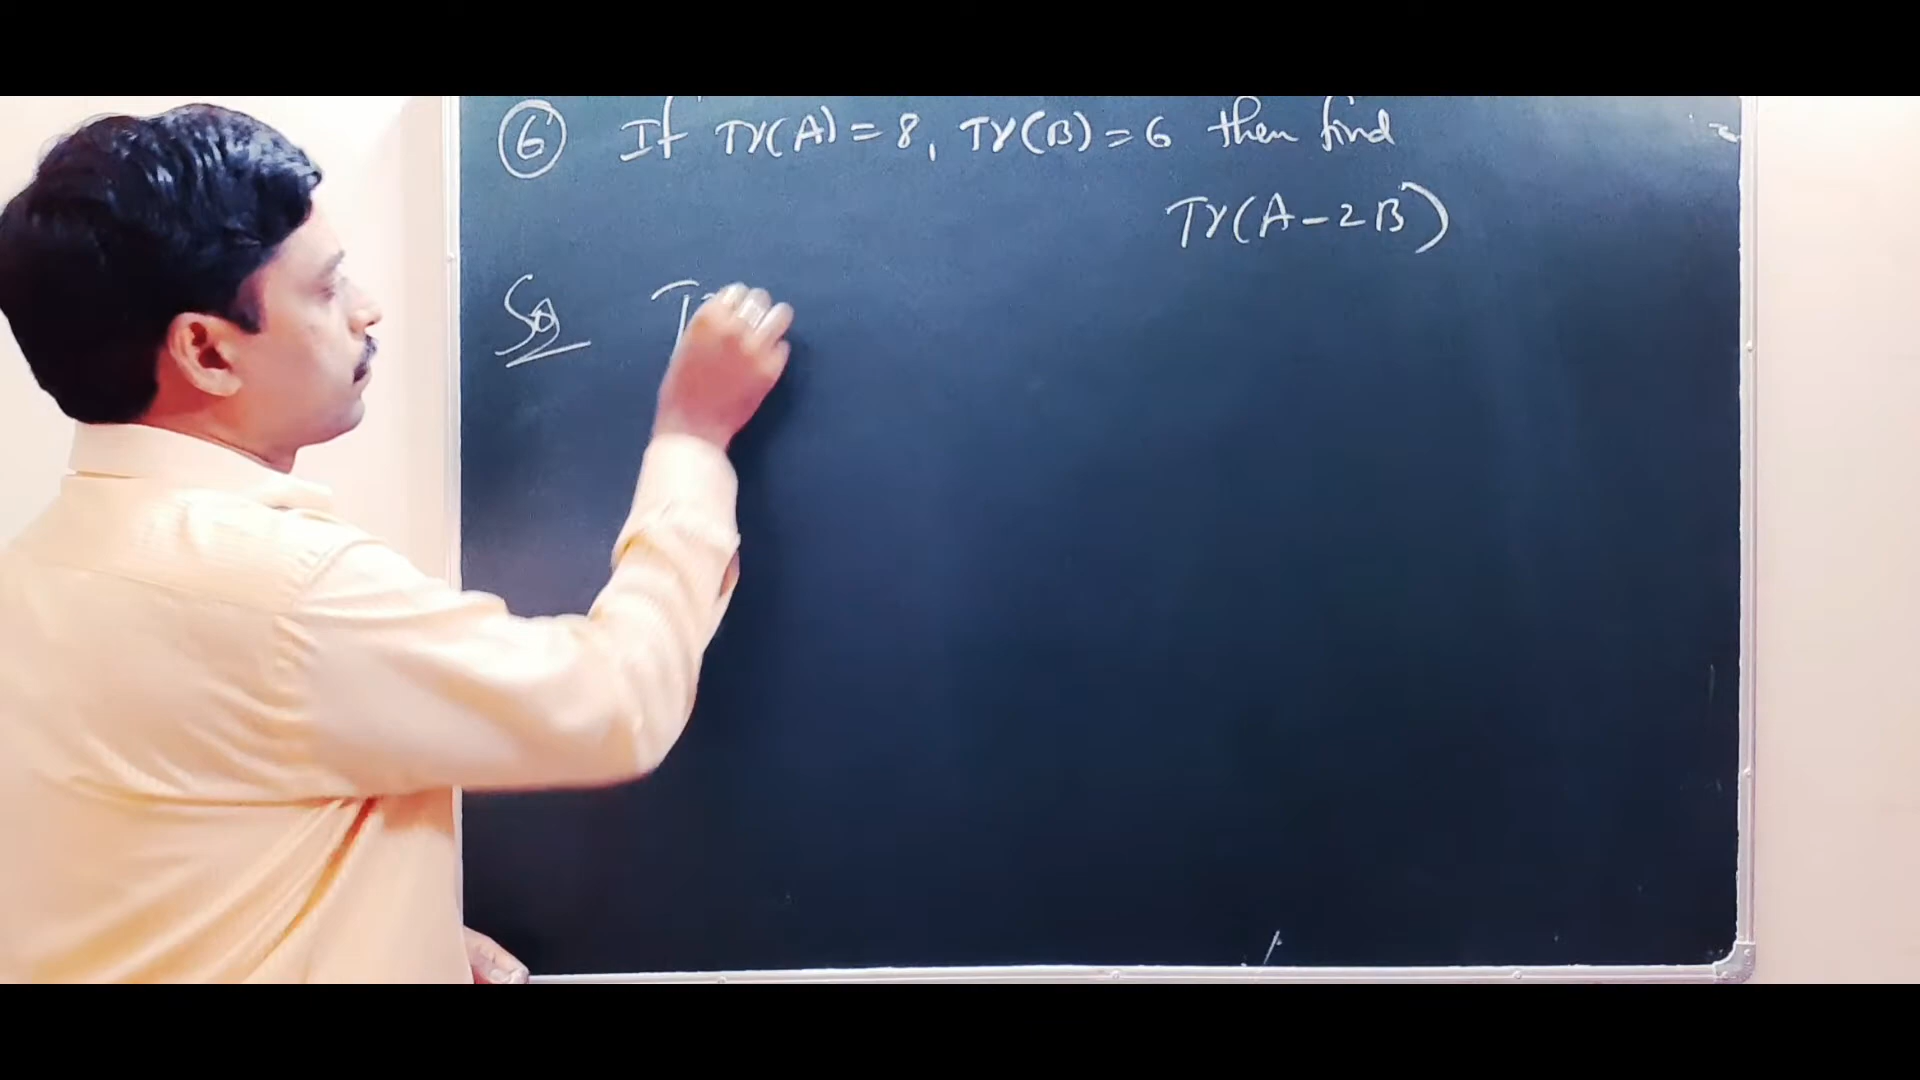 6 If Tr(A) = 8, Tr(B) = 6 then find
Tr(A-2B)
Sol T